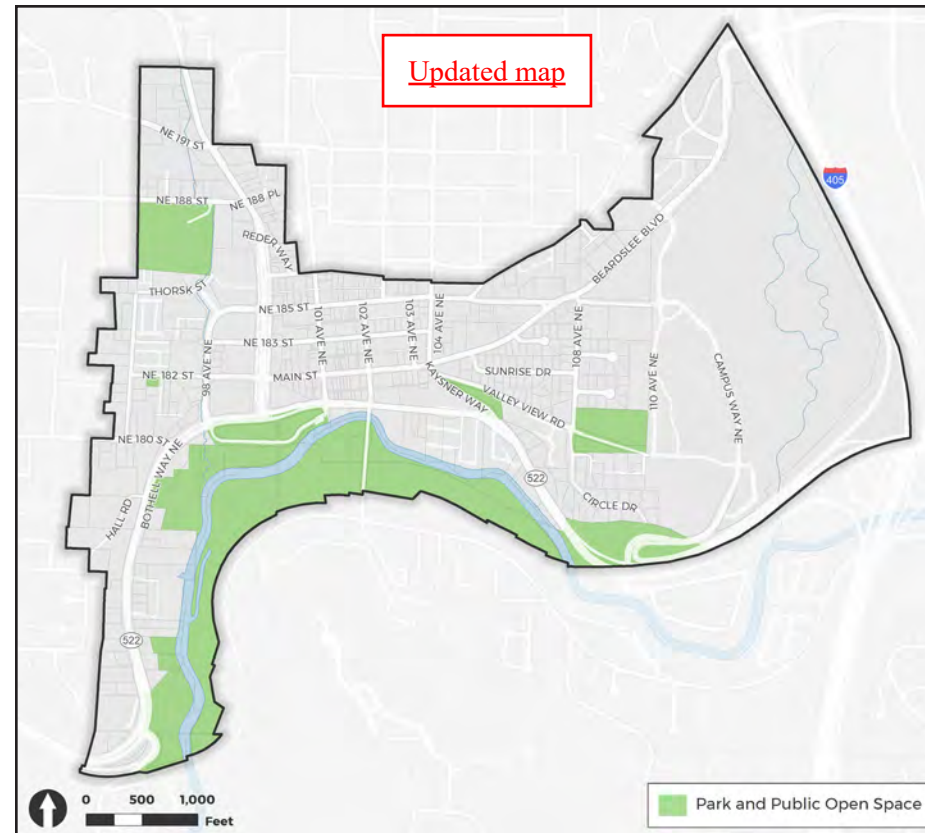 Updated map
NE 191 ST
405
NE 188 ST
NE 188 PL
REDER WAY
BEARDSLEE BLVD
THORSK ST
NE 185 ST
101 AVE NE
102 AVE NE
103 AVE NE
104 AVE NE
98 AVE NE
NE 183 ST
108 AVE NE
110 AVE NE
CAMPUS WAY NE
NE 182 ST
MAIN ST
KAYSNER WAY
SUNRISE DR
VALLEY VIEW RD
NE 180 ST
BOTHELL WAY NE
HALL RD
522
CIRCLE DR
522
0 500 1,000
Feet
Park and Public Open Space